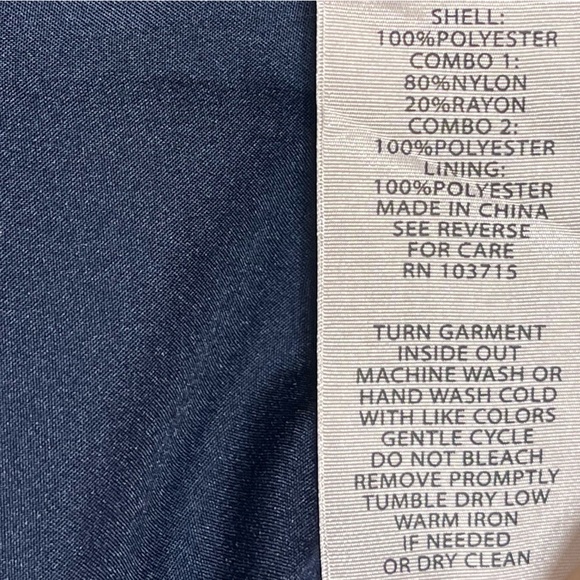 SHELL:
100%POLYESTER
COMBO 1:
80%NYLON
20%RAYON
COMBO 2:
100%POLYESTER
LINING:
100%POLYESTER
MADE IN CHINA
SEE REVERSE
FOR CARE
RN 103715
TURN GARMENT
INSIDE OUT
MACHINE WASH OR
HAND WASH COLD
WITH LIKE COLORS
GENTLE CYCLE
DO NOT BLEACH
REMOVE PROMPTLY
TUMBLE DRY LOW
WARM IRON
IF NEEDED
OR DRY CLEAN